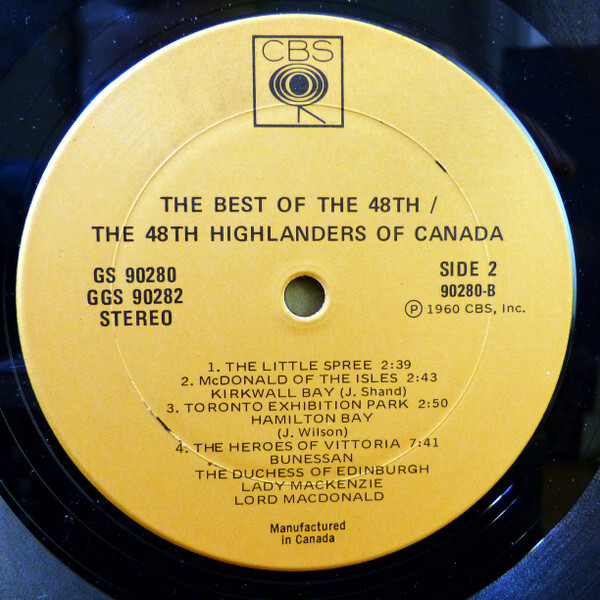 CBS
THE BEST OF THE 48TH /
THE 48TH HIGHLANDERS OF CANADA
GS 90280
GGS 90282
STEREO
SIDE 2
90280-B
Ⓟ 1960 CBS, Inc.
1. THE LITTLE SPREE 2:39
2. McDONALD OF THE ISLES 2:43
KIRKWALL BAY (J. Shand)
3. TORONTO EXHIBITION PARK 2:50
HAMILTON BAY
(J. Wilson)
4. THE HEROES OF VITTORIA 7:41
BUNESSAN
THE DUCHESS OF EDINBURGH
LADY MACKENZIE
LORD MACDONALD
Manufactured
in Canada